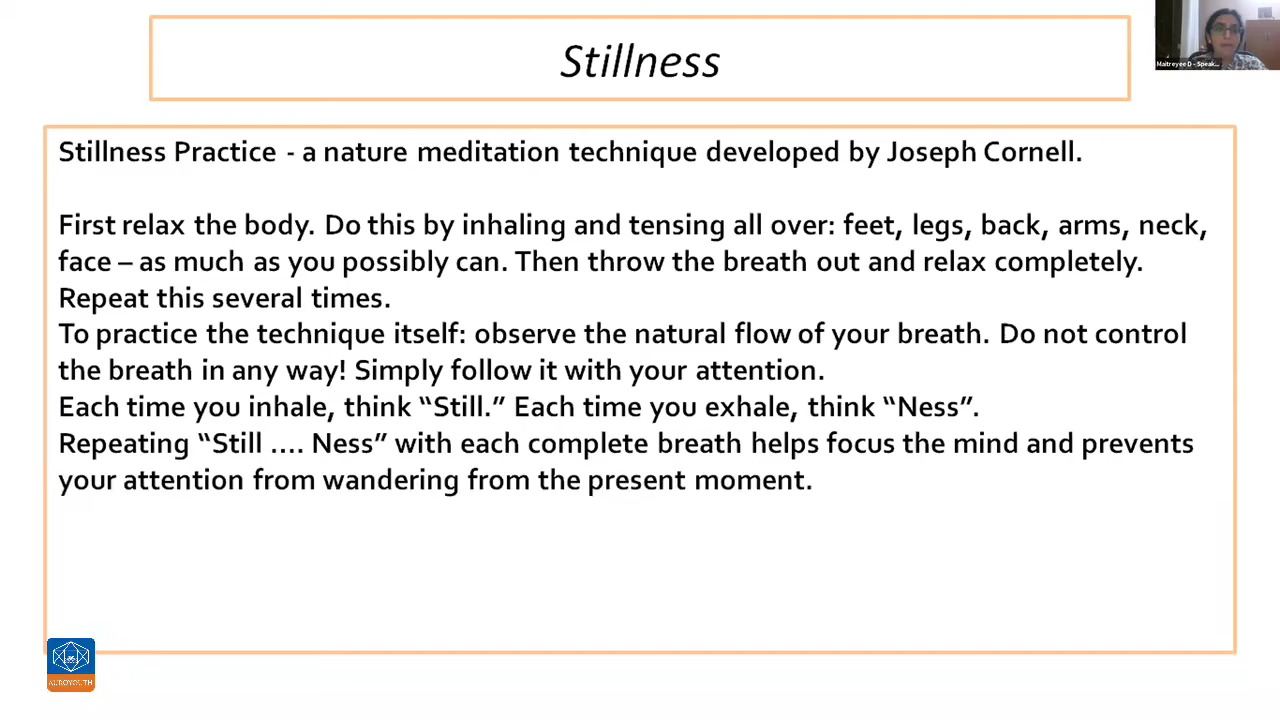 Stillness
Maitreyee D - Speak...
Stillness Practice - a nature meditation technique developed by Joseph Cornell.
First relax the body. Do this by inhaling and tensing all over: feet, legs, back, arms, neck,
face – as much as you possibly can. Then throw the breath out and relax completely.
Repeat this several times.
To practice the technique itself: observe the natural flow of your breath. Do not control
the breath in any way! Simply follow it with your attention.
Each time you inhale, think “Still.” Each time you exhale, think “Ness”.
Repeating “Still .... Ness” with each complete breath helps focus the mind and prevents
your attention from wandering from the present moment.
AUROYOUTH